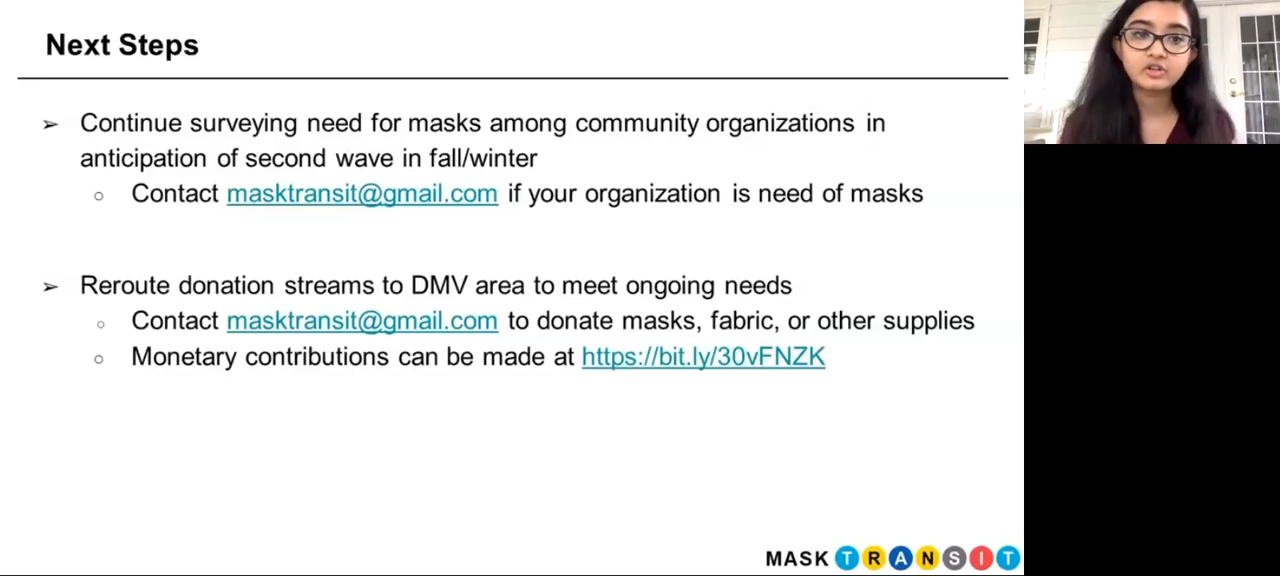 Next Steps
➢ Continue surveying need for masks among community organizations in
anticipation of second wave in fall/winter
○ Contact masktransit@gmail.com if your organization is need of masks
➢ Reroute donation streams to DMV area to meet ongoing needs
○ Contact masktransit@gmail.com to donate masks, fabric, or other supplies
○ Monetary contributions can be made at https://bit.ly/30vFNZK
MASK TRANSIT